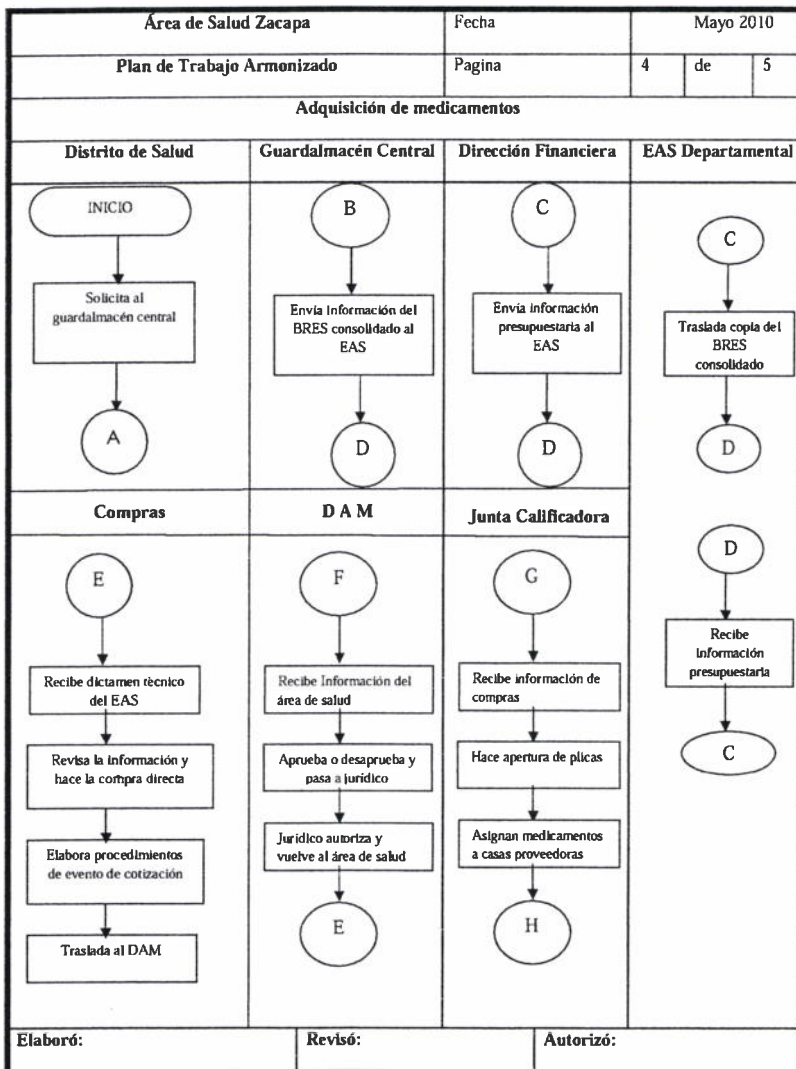 Área de Salud Zacapa Fecha Mayo 2010
Plan de Trabajo Armonizado Pagina 4 de 5
Adquisición de medicamentos
Distrito de Salud Guardalmacén Central Dirección Financiera EAS Departamental
INICIO
Solicita al
guardalmacén central
A
B
Envía Información del
BRES consolidado al
EAS
D
C
Envía información
presupuestaria al
EAS
D
C
Traslada copia del
BRES
consolidado
D
D
Recibe
Información
presupuestaria
C
Compras D A M Junta Calificadora
E
Recibe dictamen técnico
del EAS
Revisa la información y
hace la compra directa
Elabora procedimientos
de evento de cotización
Traslada al DAM
F
Recibe Información del
área de salud
Aprueba o desaprueba y
pasa a jurídico
Jurídico autoriza y
vuelve al área de salud
E
G
Recibe información de
compras
Hace apertura de plicas
Asignan medicamentos
a casas proveedoras
H
Elaboró: Revisó: Autorizó: